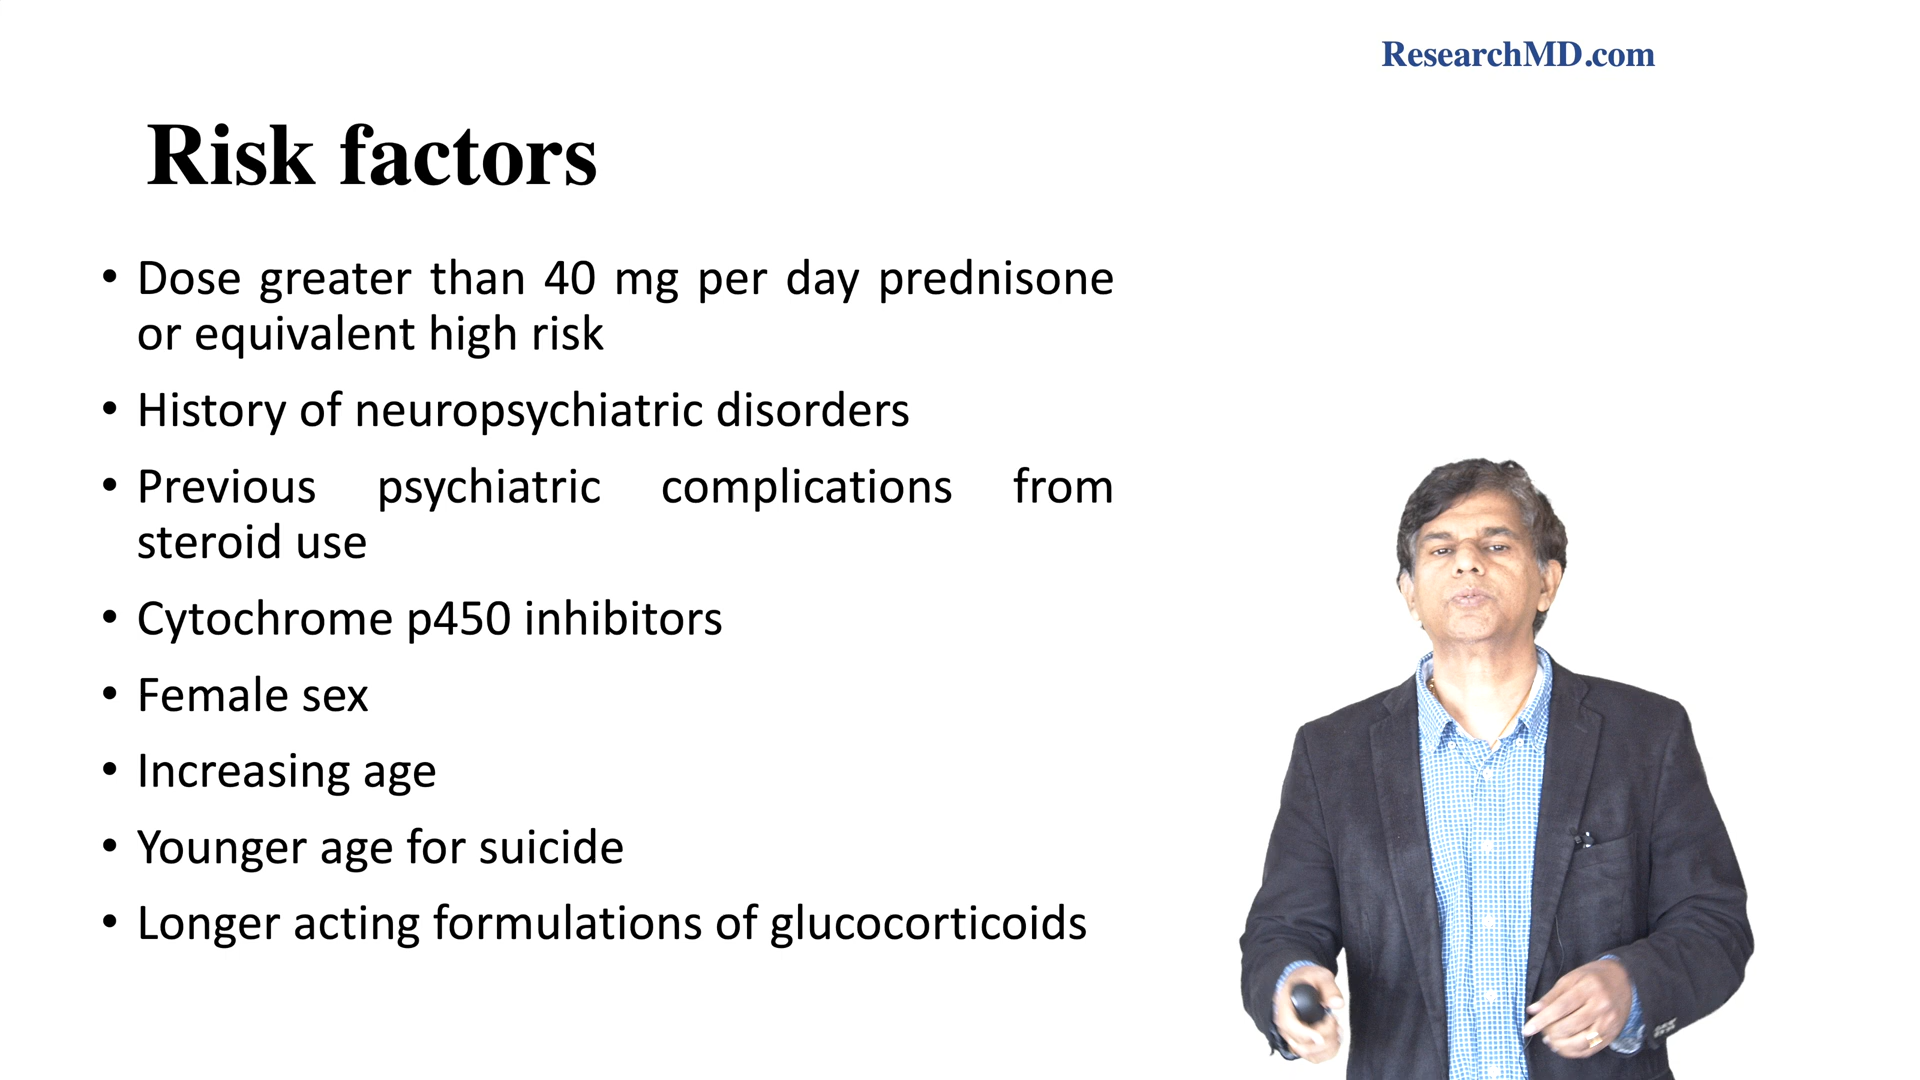 ResearchMD.com
Risk factors
• Dose greater than 40 mg per day prednisone
or equivalent high risk
• History of neuropsychiatric disorders
• Previous psychiatric complications from
steroid use
• Cytochrome p450 inhibitors
• Female sex
• Increasing age
• Younger age for suicide
• Longer acting formulations of glucocorticoids